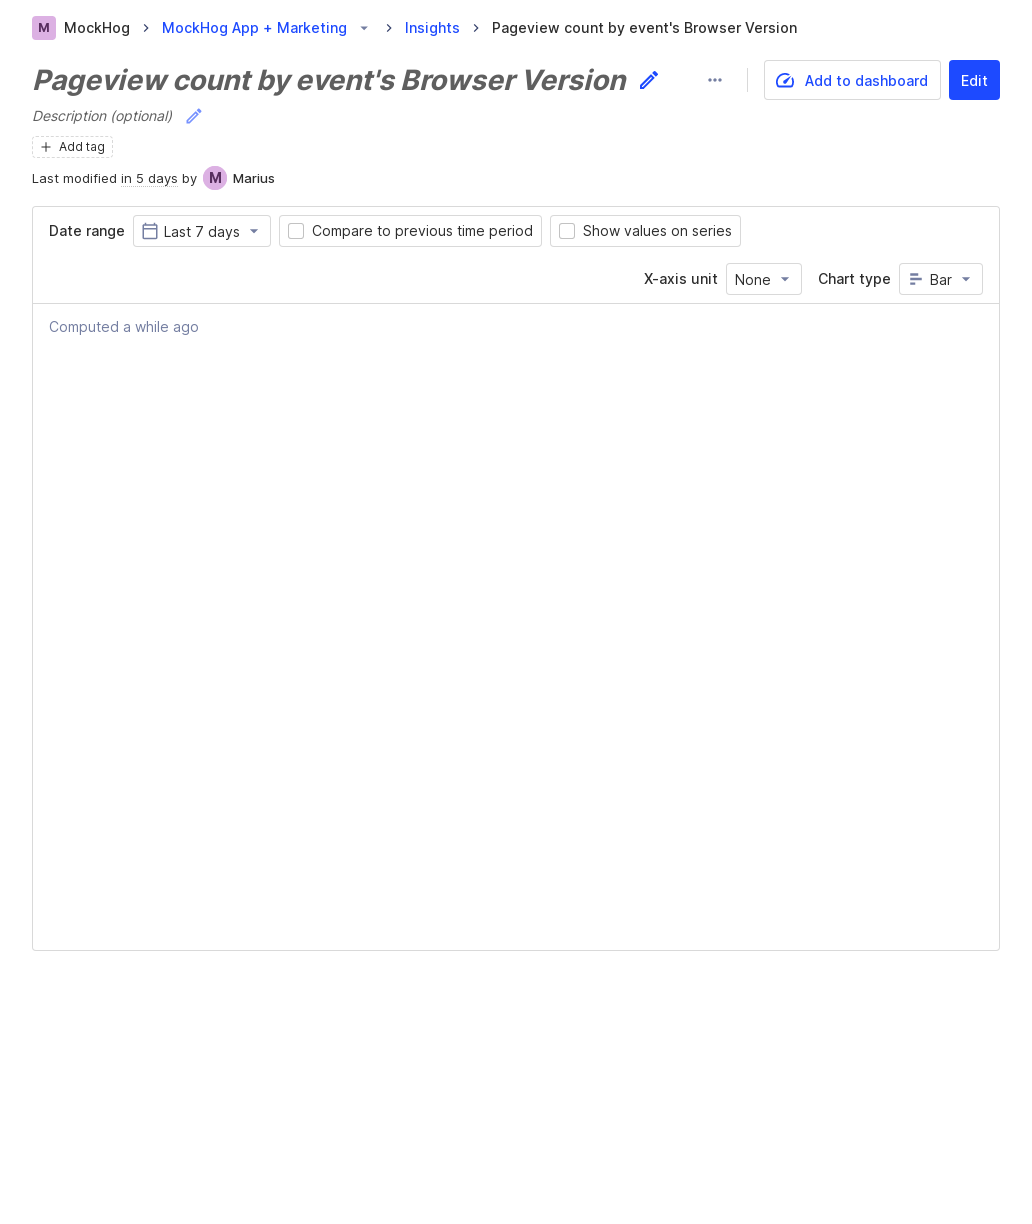 M MockHog MockHog App + Marketing Insights Pageview count by event's Browser Version
Pageview count by event's Browser Version Add to dashboard Edit
Description (optional)
Add tag
Last modified in 5 days by M Marius
Date range Last 7 days Compare to previous time period Show values on series
X-axis unit None Chart type Bar
Computed a while ago